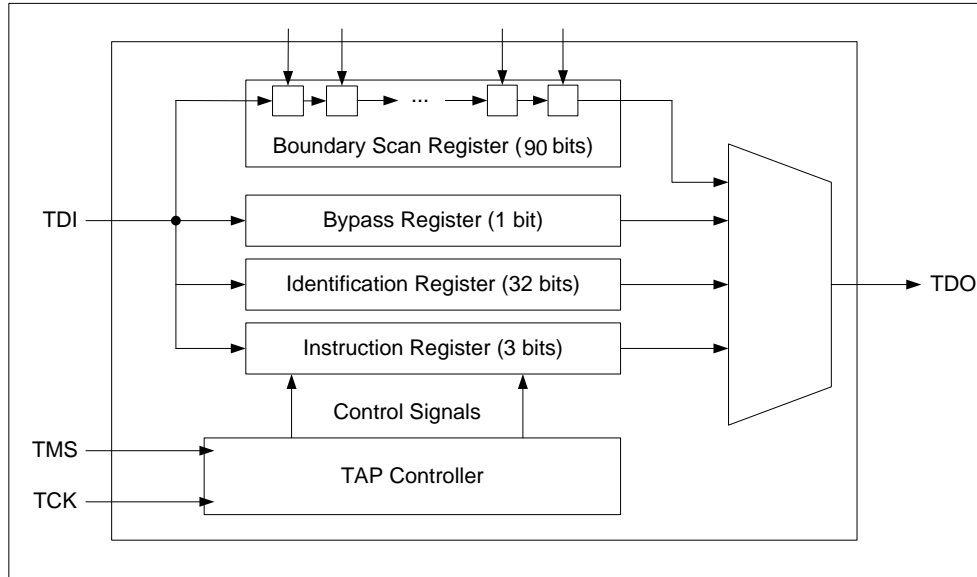 ...
Boundary Scan Register (90 bits)
TDI
Bypass Register (1 bit)
Identification Register (32 bits)
TDO
Instruction Register (3 bits)
Control Signals
TMS
TAP Controller
TCK